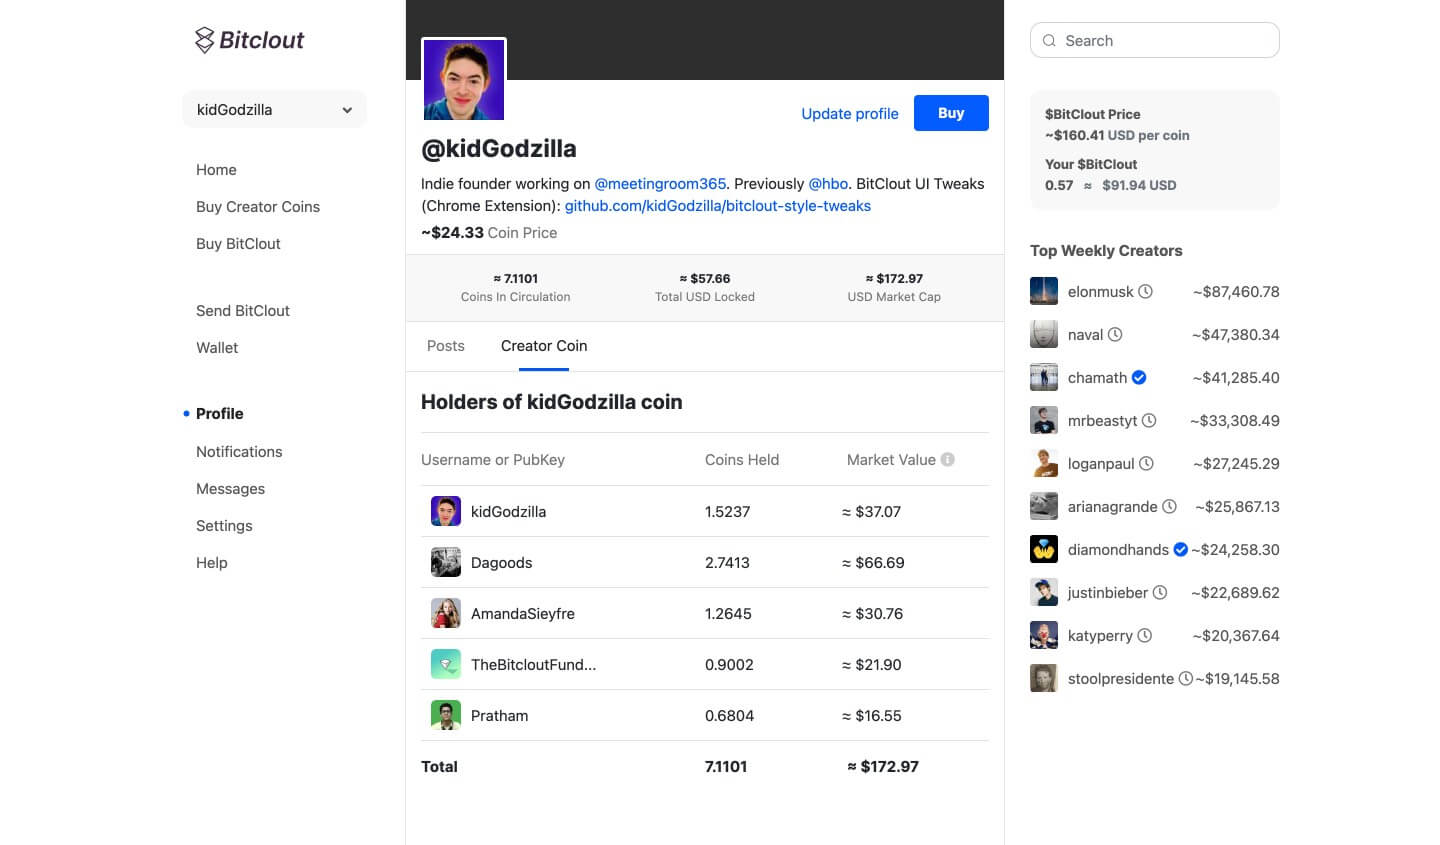 Bitclout
kidGodzilla
Home
Buy Creator Coins
Buy BitClout
Send BitClout
Wallet
Profile
Notifications
Messages
Settings
Help
Update profile
Buy
@kidGodzilla
Indie founder working on @meetingroom365. Previously @hbo. BitClout UI Tweaks
(Chrome Extension): github.com/kidGodzilla/bitclout-style-tweaks
~$24.33 Coin Price
≈ 7.1101 ≈ $57.66 ≈ $172.97
Coins In Circulation Total USD Locked USD Market Cap
Posts Creator Coin
Holders of kidGodzilla coin
Username or PubKey Coins Held Market Value
kidGodzilla 1.5237 ≈ $37.07
Dagoods 2.7413 ≈ $66.69
AmandaSieyfre 1.2645 ≈ $30.76
TheBitcloutFund... 0.9002 ≈ $21.90
Pratham 0.6804 ≈ $16.55
Total 7.1101 ≈ $172.97
Search
$BitClout Price
~$160.41 USD per coin
Your $BitClout
0.57 ≈ $91.94 USD
Top Weekly Creators
elonmusk ~$87,460.78
naval ~$47,380.34
chamath ~$41,285.40
mrbeastyt ~$33,308.49
loganpaul ~$27,245.29
arianagrande ~$25,867.13
diamondhands ~$24,258.30
justinbieber ~$22,689.62
katyperry ~$20,367.64
stoolpresidente ~$19,145.58